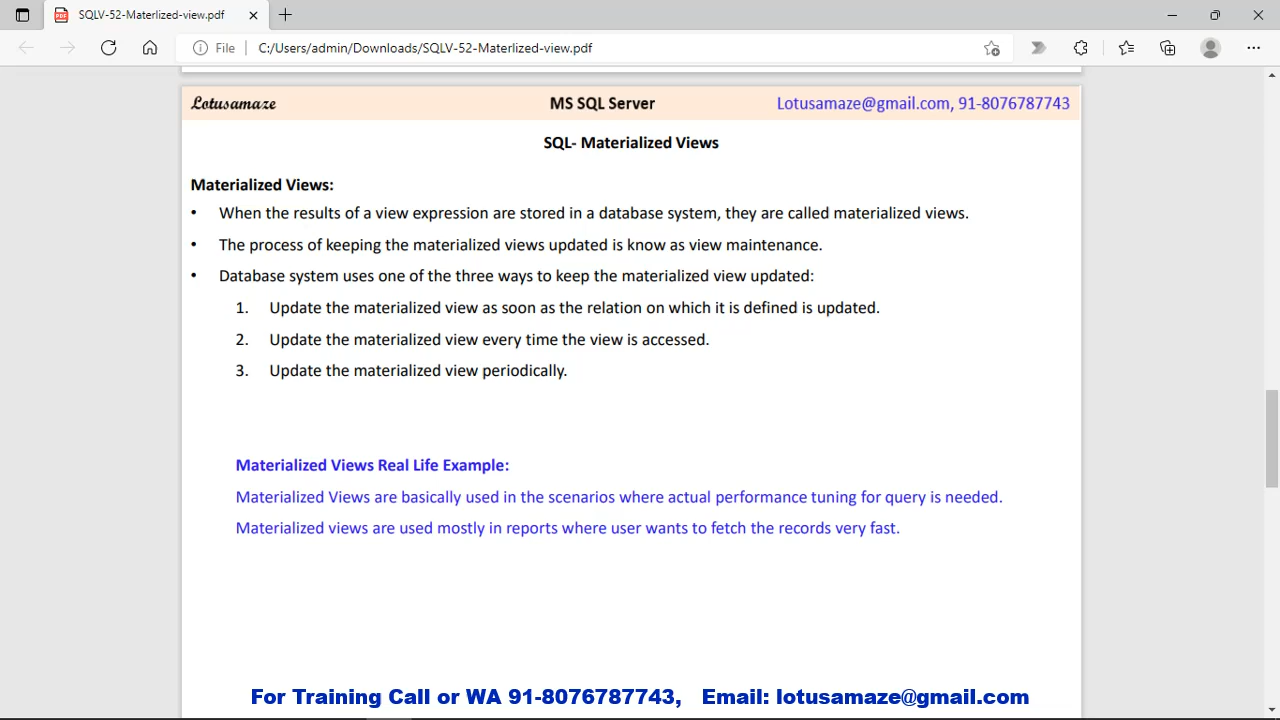 SQLV-52-Materlized-view.pdf
File
C:/Users/admin/Downloads/SQLV-52-Materlized-view.pdf
Lotusamaze MS SQL Server Lotusamaze@gmail.com, 91-8076787743
SQL- Materialized Views
Materialized Views:
• When the results of a view expression are stored in a database system, they are called materialized views.
• The process of keeping the materialized views updated is know as view maintenance.
• Database system uses one of the three ways to keep the materialized view updated:
1. Update the materialized view as soon as the relation on which it is defined is updated.
2. Update the materialized view every time the view is accessed.
3. Update the materialized view periodically.
Materialized Views Real Life Example:
Materialized Views are basically used in the scenarios where actual performance tuning for query is needed.
Materialized views are used mostly in reports where user wants to fetch the records very fast.
For Training Call or WA 91-8076787743, Email: lotusamaze@gmail.com